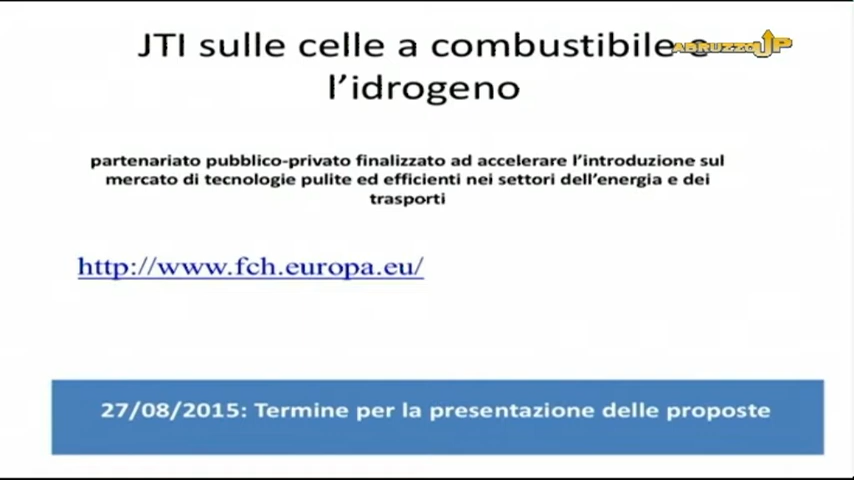 JTI sulle celle a combustibile e
ABRUZZOUP
l’idrogeno
partenariato pubblico-privato finalizzato ad accelerare l’introduzione sul
mercato di tecnologie pulite ed efficienti nei settori dell’energia e dei
trasporti
http://www.fch.europa.eu/
27/08/2015: Termine per la presentazione delle proposte